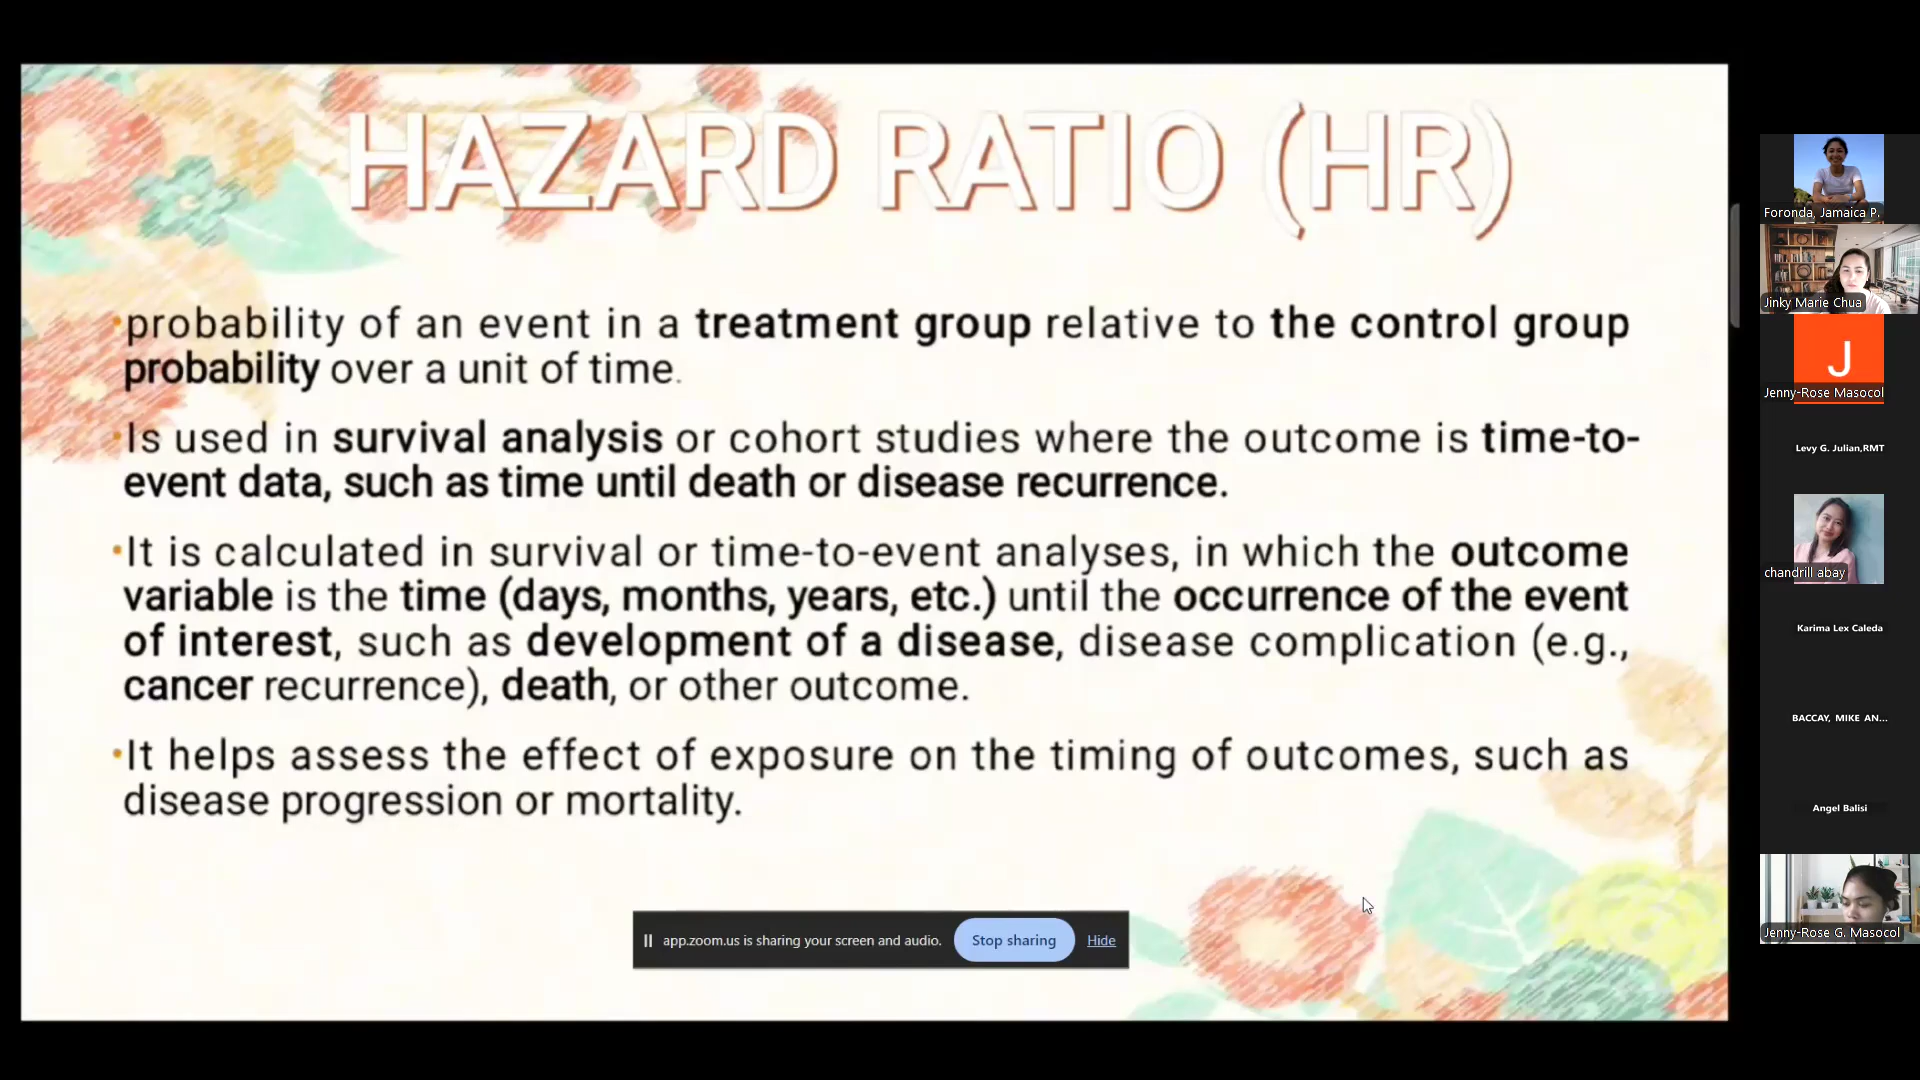 HAZARD RATIO (HR)
•probability of an event in a treatment group relative to the control group
probability over a unit of time.
•Is used in survival analysis or cohort studies where the outcome is time-to-
event data, such as time until death or disease recurrence.
•It is calculated in survival or time-to-event analyses, in which the outcome
variable is the time (days, months, years, etc.) until the occurrence of the event
of interest, such as development of a disease, disease complication (e.g.,
cancer recurrence), death, or other outcome.
•It helps assess the effect of exposure on the timing of outcomes, such as
disease progression or mortality.
app.zoom.us is sharing your screen and audio. Stop sharing Hide
Foronda, Jamaica P.
Jinky Marie Chua
J
Jenny-Rose Masocol
Levy G. Julian,RMT
chandrill abay
Karima Lex Caleda
BACCAY, MIKE AN...
Angel Balisi
Jenny-Rose G. Masocol